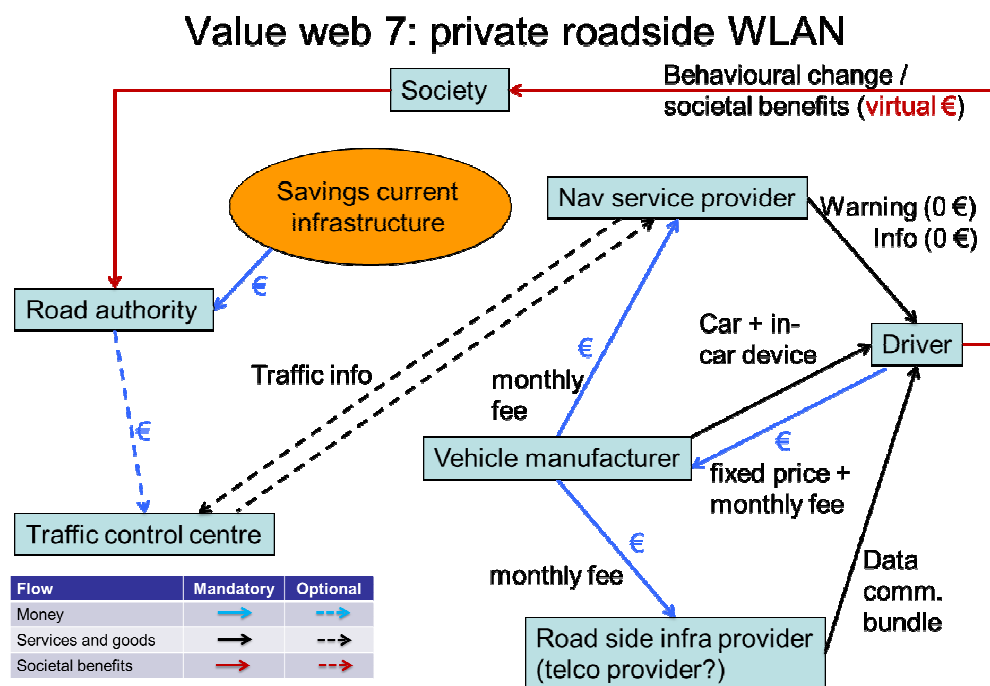 Value web 7: private roadside WLAN
Society
Behavioural change /
societal benefits (virtual €)
Savings current
infrastructure
Nav service provider
Warning (0 €)
Info (0 €)
€
Road authority
Car + in-
car device
Driver
Traffic info
€
monthly
fee
€
€
Vehicle manufacturer
fixed price +
monthly fee
Traffic control centre
€
monthly fee
Data
comm.
bundle
Road side infra provider
(telco provider?)
Flow Mandatory Optional
Money
Services and goods
Societal benefits